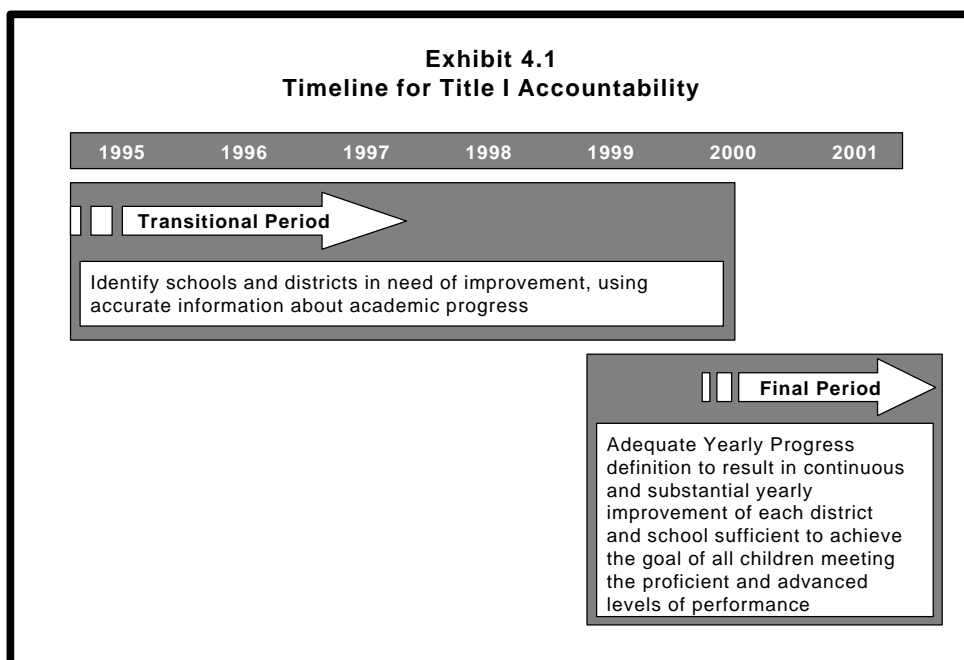 Exhibit 4.1
Timeline for Title I Accountability
1995 1996 1997 1998 1999 2000 2001
Transitional Period
Identify schools and districts in need of improvement, using
accurate information about academic progress
Final Period
Adequate Yearly Progress
definition to result in continuous
and substantial yearly
improvement of each district
and school sufficient to achieve
the goal of all children meeting
the proficient and advanced
levels of performance